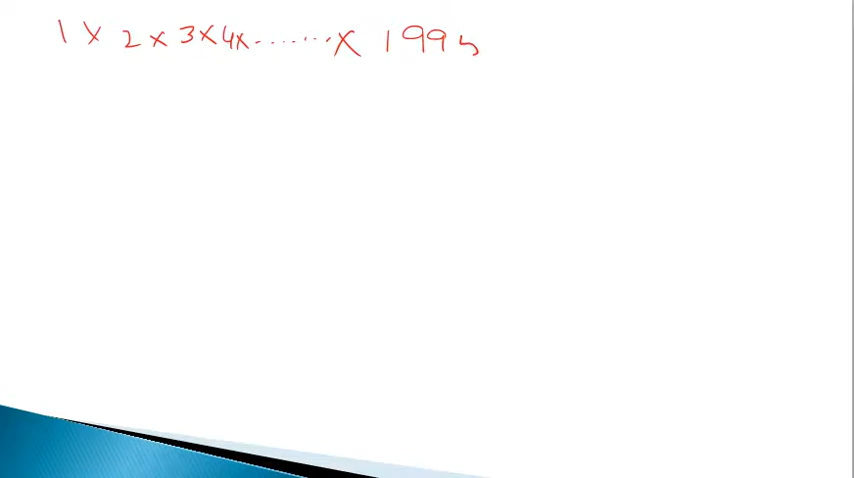 1 × 2 × 3 × 4 × ........ × 1995